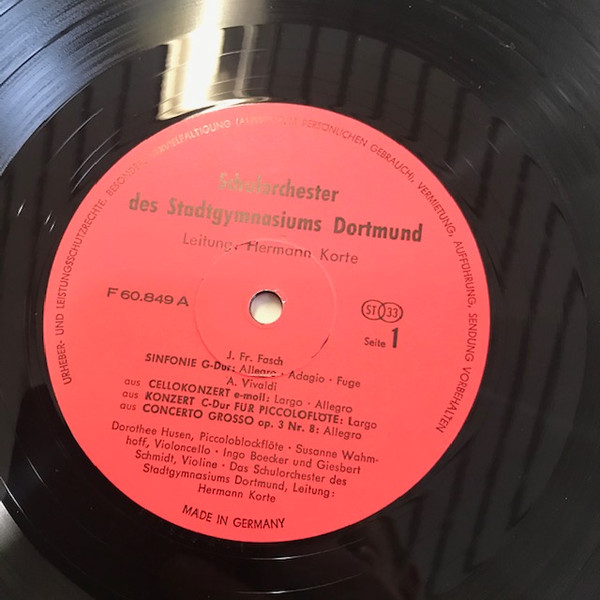 URHEBER- UND LEISTUNGSSCHUTZRECHTE, BESONDERS VERVIELFÄLTIGUNG PERSÖNLICHEN GEBRAUCH), VERMIETUNG, AUFFÜHRUNG, SENDUNG VORBEHALTEN
Schulorchester
des Stadtgymnasiums Dortmund
Leitung: Hermann Korte
F 60.849 A
ST 33
Seite 1
J. Fr. Fasch
SINFONIE G-Dur: Allegro · Adagio · Fuge
A. Vivaldi
aus CELLOKONZERT e-moll: Largo · Allegro
aus KONZERT C-Dur FÜR PICCOLOFLÖTE: Largo
aus CONCERTO GROSSO op. 3 Nr. 8: Allegro
Dorothee Husen, Piccoloblockflöte · Susanne Wahm-
hoff, Violoncello · Ingo Boecker und Giesbert
Schmidt, Violine · Das Schulorchester des
Stadtgymnasiums Dortmund, Leitung:
Hermann Korte
MADE IN GERMANY